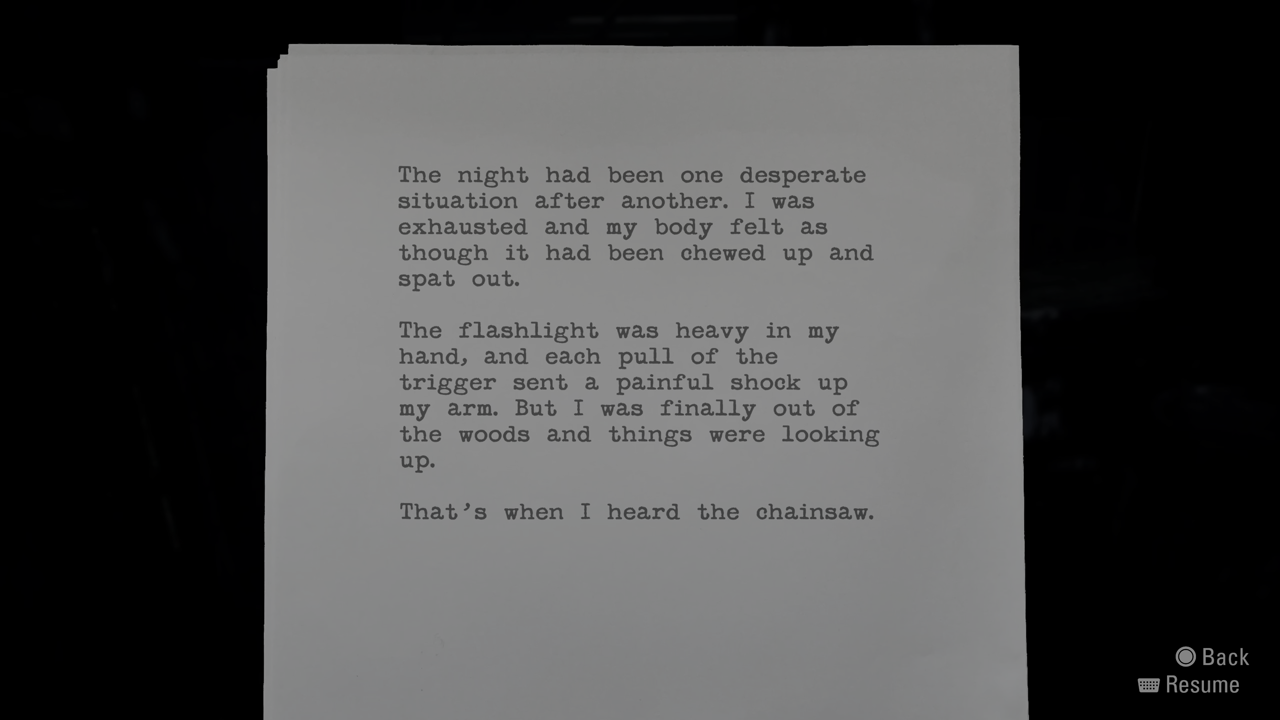 The night had been one desperate
situation after another. I was
exhausted and my body felt as
though it had been chewed up and
spat out.
The flashlight was heavy in my
hand, and each pull of the
trigger sent a painful shock up
my arm. But I was finally out of
the woods and things were looking
up.
That's when I heard the chainsaw.
Back
Resume